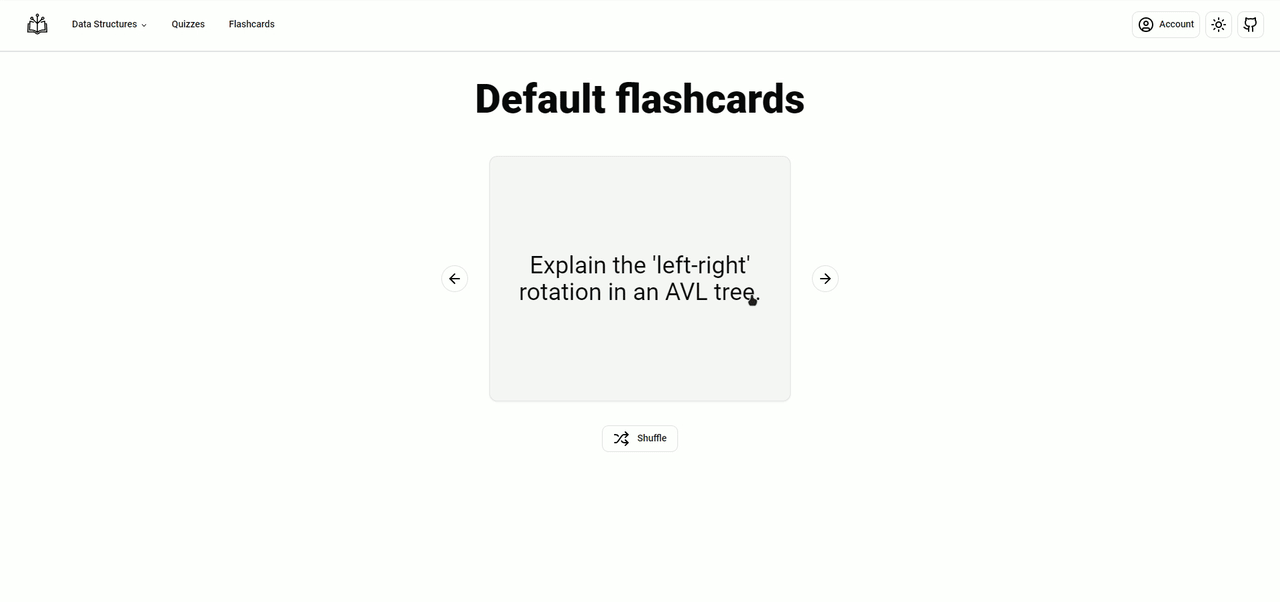 Data Structures
Quizzes
Flashcards
Account
Default flashcards
Explain the 'left-right'
rotation in an AVL tree.
Shuffle